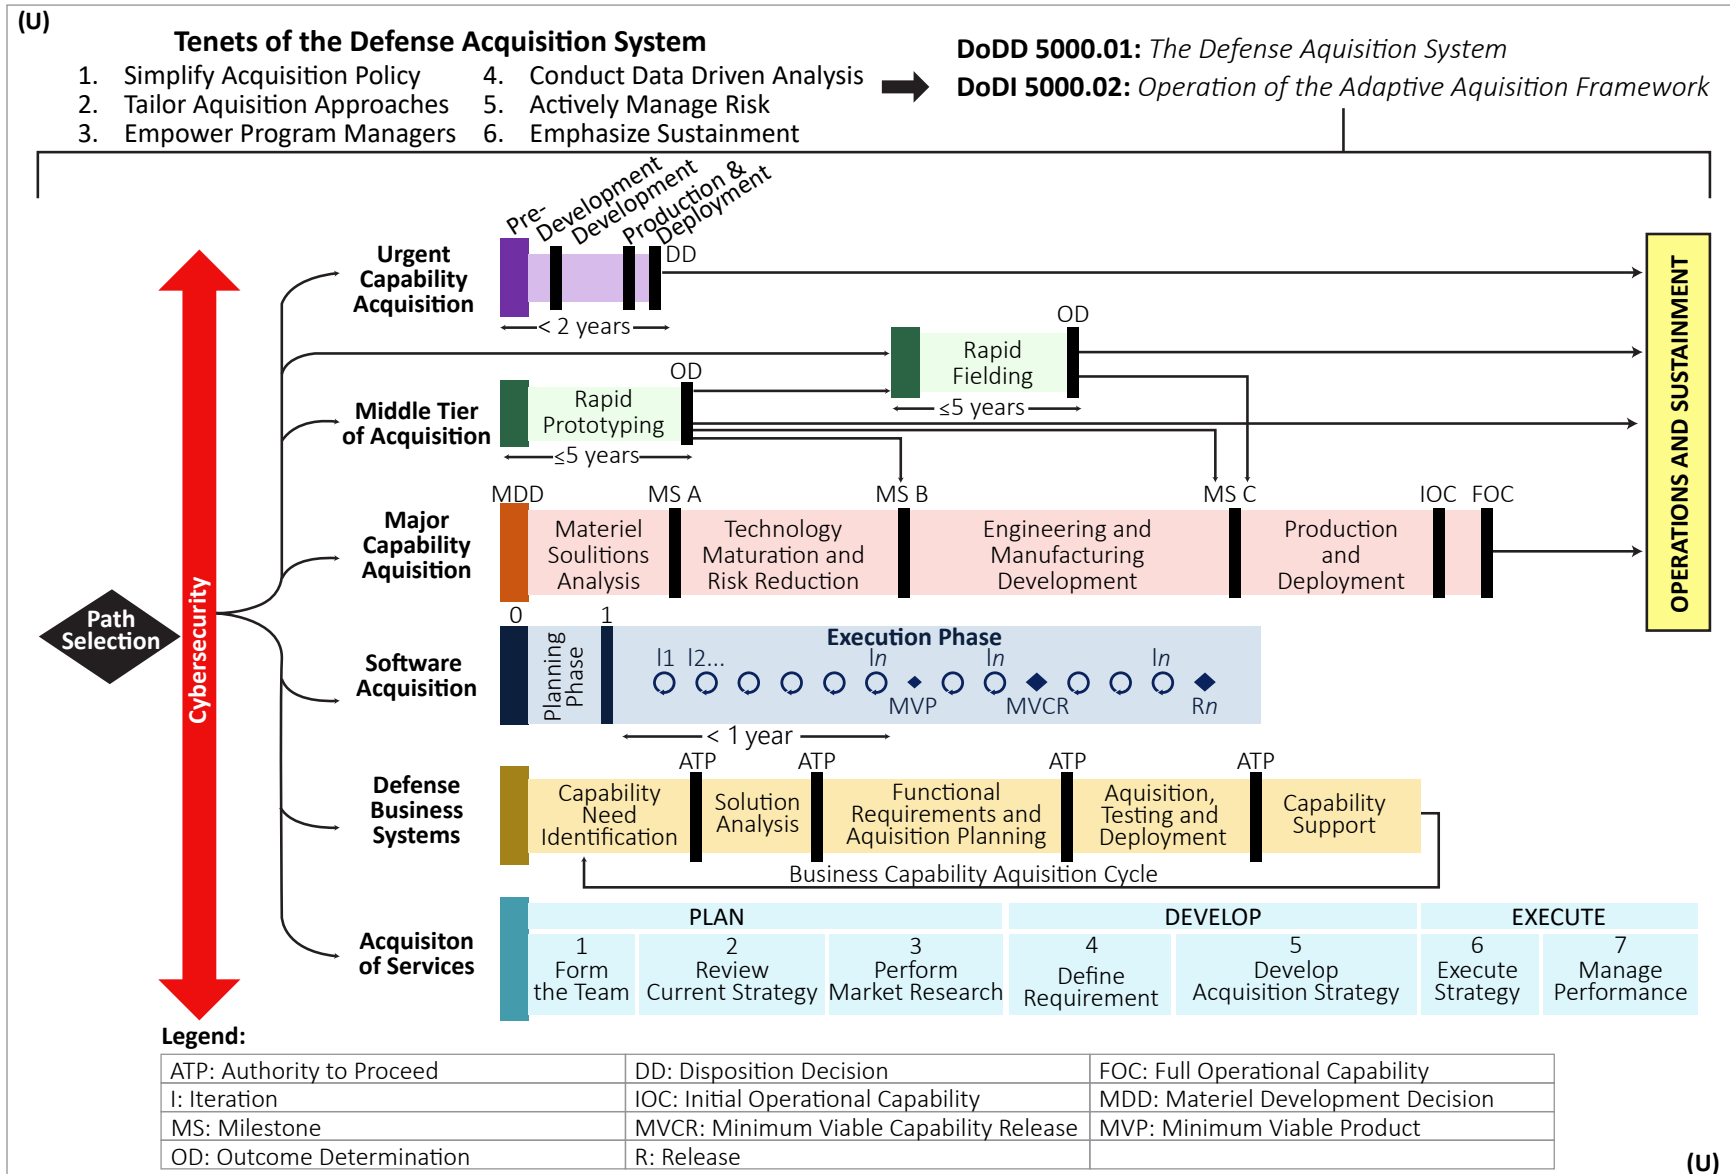 (U)
Tenets of the Defense Acquisition System
1. Simplify Acquisition Policy
2. Tailor Aquisition Approaches
3. Empower Program Managers
4. Conduct Data Driven Analysis
5. Actively Manage Risk
6. Emphasize Sustainment
DoDD 5000.01: The Defense Aquisition System
DoDI 5000.02: Operation of the Adaptive Aquisition Framework
Path
Selection
Cybersecurity
Urgent
Capability
Acquisition
Pre-
Development
Development
Production &
Deployment
DD
< 2 years
Middle Tier
of Acquisition
Rapid
Prototyping
OD
≤5 years
Rapid
Fielding
OD
≤5 years
Major
Capability
Aquisition
MDD
MS A
MS B
MS C
IOC
FOC
Materiel
Soulitions
Analysis
Technology
Maturation and
Risk Reduction
Engineering and
Manufacturing
Development
Production
and
Deployment
OPERATIONS AND SUSTAINMENT
Software
Acquisition
0
1
Planning
Phase
Execution Phase
I1
I2...
In
In
In
MVP
MVCR
Rn
< 1 year
Defense
Business
Systems
ATP
ATP
ATP
ATP
Capability
Need
Identification
Solution
Analysis
Functional
Requirements and
Aquisition Planning
Aquisition,
Testing and
Deployment
Capability
Support
Business Capability Aquisition Cycle
Acquisiton
of Services
PLAN
DEVELOP
EXECUTE
1
Form
the Team
2
Review
Current Strategy
3
Perform
Market Research
4
Define
Requirement
5
Develop
Acquisition Strategy
6
Execute
Strategy
7
Manage
Performance
Legend:
ATP: Authority to Proceed
DD: Disposition Decision
FOC: Full Operational Capability
I: Iteration
IOC: Initial Operational Capability
MDD: Materiel Development Decision
MS: Milestone
MVCR: Minimum Viable Capability Release
MVP: Minimum Viable Product
OD: Outcome Determination
R: Release
(U)